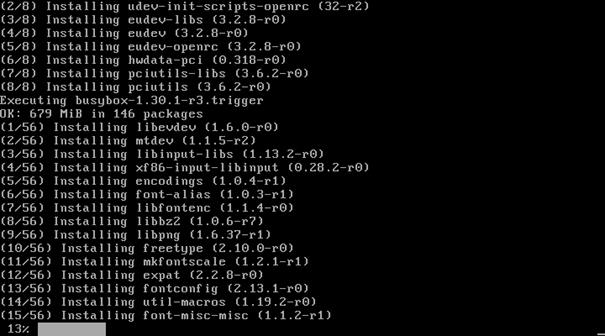 (2/8) Installing udev-init-scripts-openrc (32-r2)
(3/8) Installing eudev-libs (3.2.8-r0)
(4/8) Installing eudev (3.2.8-r0)
(5/8) Installing eudev-openrc (3.2.8-r0)
(6/8) Installing hwdata-pci (0.318-r0)
(7/8) Installing pciutils-libs (3.6.2-r0)
(8/8) Installing pciutils (3.6.2-r0)
Executing busybox-1.30.1-r3.trigger
OK: 679 MiB in 146 packages
(1/56) Installing libevdev (1.6.0-r0)
(2/56) Installing mtdev (1.1.5-r2)
(3/56) Installing libinput-libs (1.13.2-r0)
(4/56) Installing xf86-input-libinput (0.28.2-r0)
(5/56) Installing encodings (1.0.4-r1)
(6/56) Installing font-alias (1.0.3-r1)
(7/56) Installing libfontenc (1.1.4-r0)
(8/56) Installing libbz2 (1.0.6-r7)
(9/56) Installing libpng (1.6.37-r1)
(10/56) Installing freetype (2.10.0-r0)
(11/56) Installing mkfontscale (1.2.1-r1)
(12/56) Installing expat (2.2.8-r0)
(13/56) Installing fontconfig (2.13.1-r0)
(14/56) Installing util-macros (1.19.2-r0)
(15/56) Installing font-misc-misc (1.1.2-r1)
13%